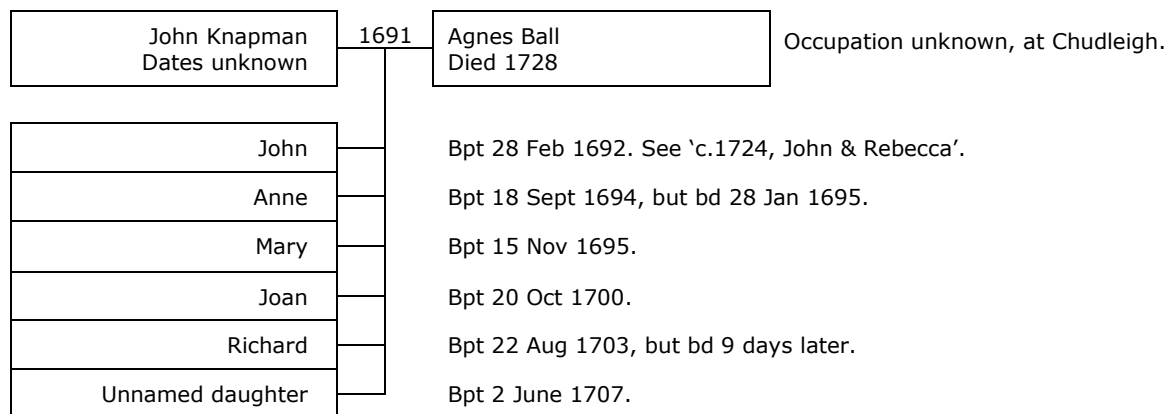 John Knapman
Dates unknown
1691
Agnes Ball
Died 1728
Occupation unknown, at Chudleigh.
John
Bpt 28 Feb 1692. See ‘c.1724, John & Rebecca’.
Anne
Bpt 18 Sept 1694, but bd 28 Jan 1695.
Mary
Bpt 15 Nov 1695.
Joan
Bpt 20 Oct 1700.
Richard
Bpt 22 Aug 1703, but bd 9 days later.
Unnamed daughter
Bpt 2 June 1707.